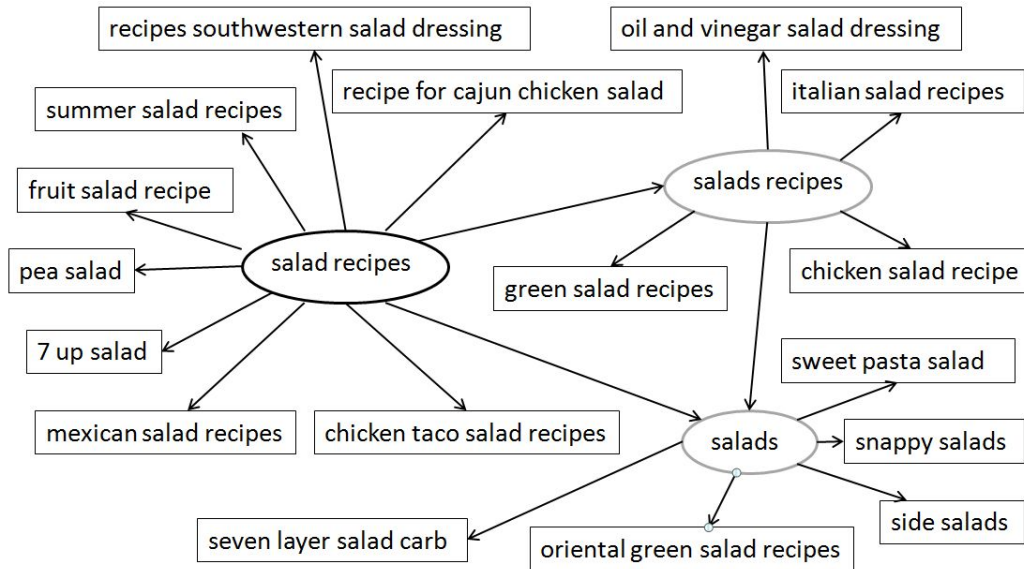 recipes southwestern salad dressing
oil and vinegar salad dressing
recipe for cajun chicken salad
italian salad recipes
summer salad recipes
salads recipes
fruit salad recipe
salad recipes
pea salad
chicken salad recipe
green salad recipes
7 up salad
sweet pasta salad
mexican salad recipes
chicken taco salad recipes
salads
snappy salads
side salads
seven layer salad carb
oriental green salad recipes